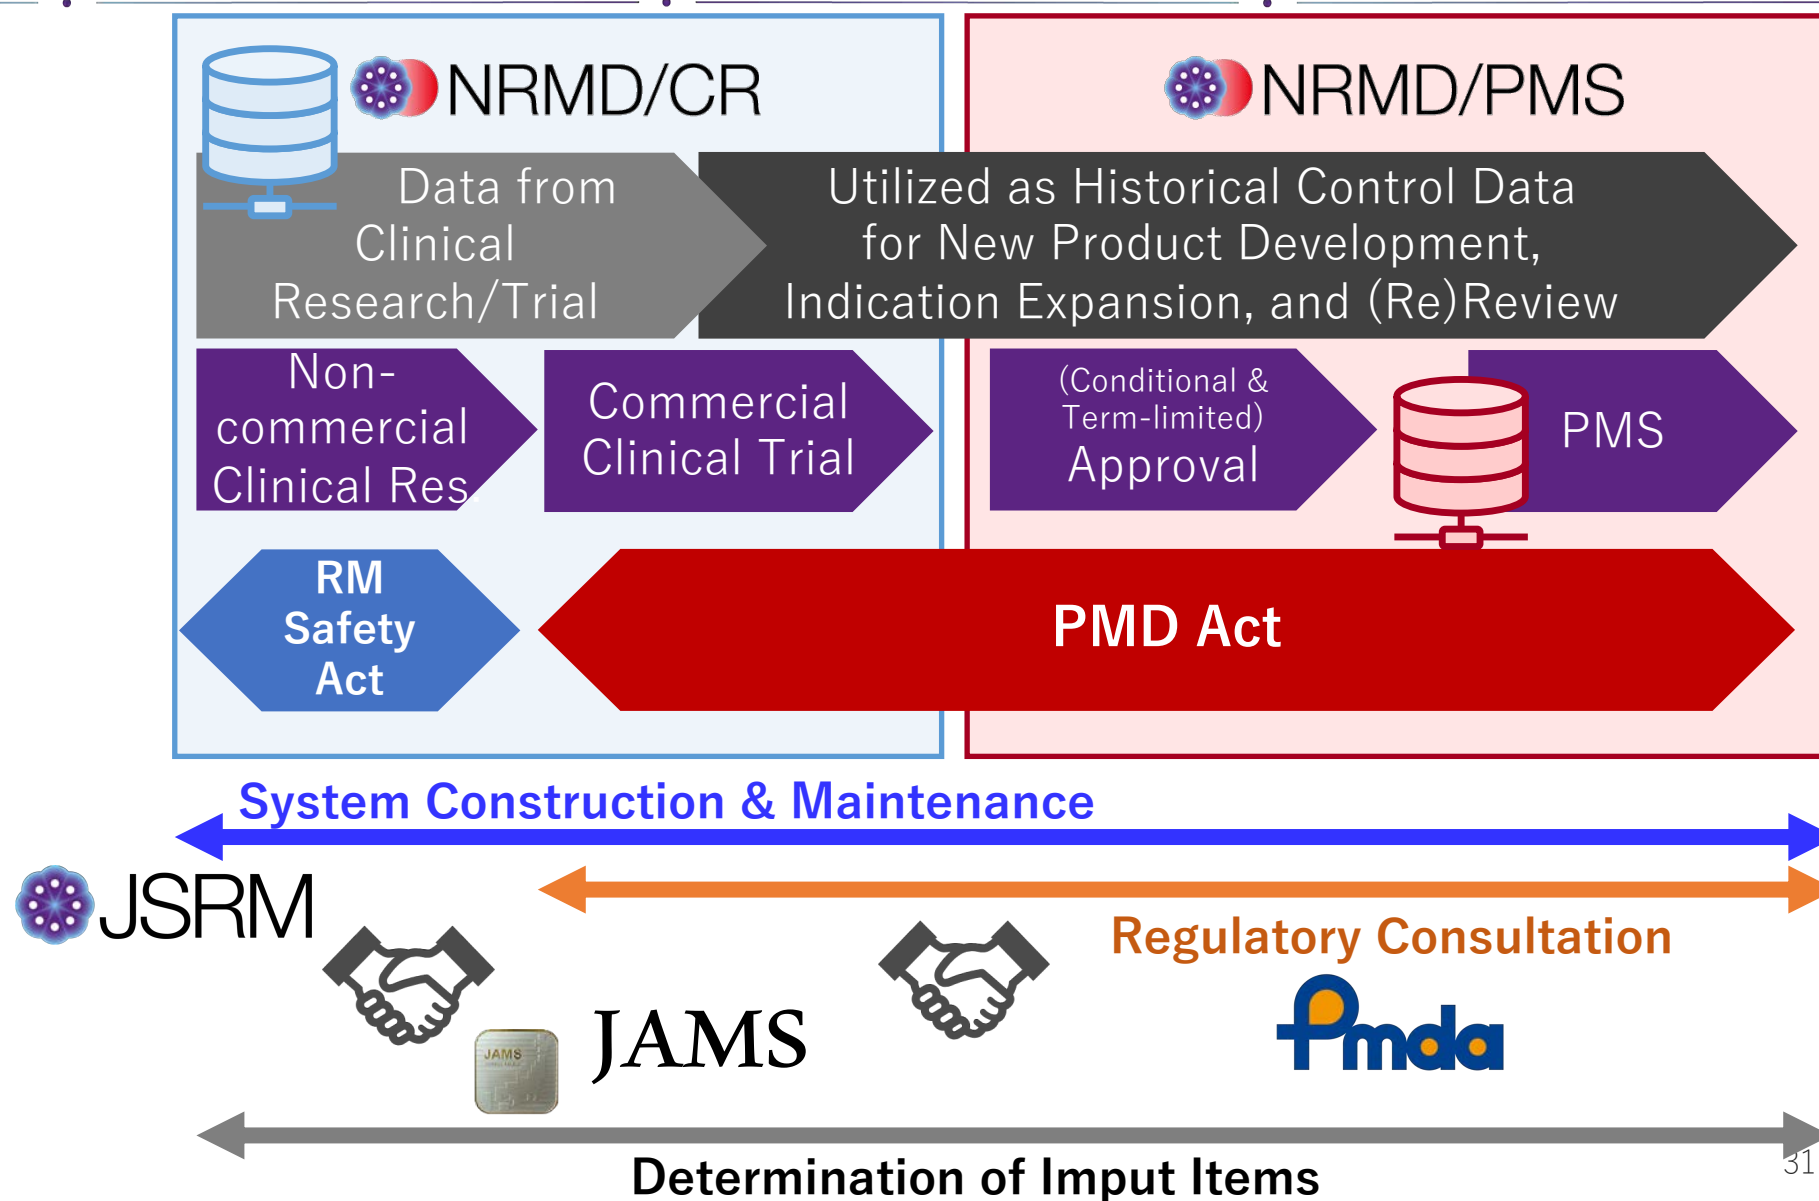 NRMD/CR
NRMD/PMS
Data from
Clinical
Research/Trial
Utilized as Historical Control Data
for New Product Development,
Indication Expansion, and (Re)Review
Non-
commercial
Clinical Res.
Commercial
Clinical Trial
(Conditional &
Term-limited)
Approval
PMS
RM
Safety
Act
PMD Act
System Construction & Maintenance
JSRM
Regulatory Consultation
JAMS
JAMS
Pmda
Determination of Imput Items
31